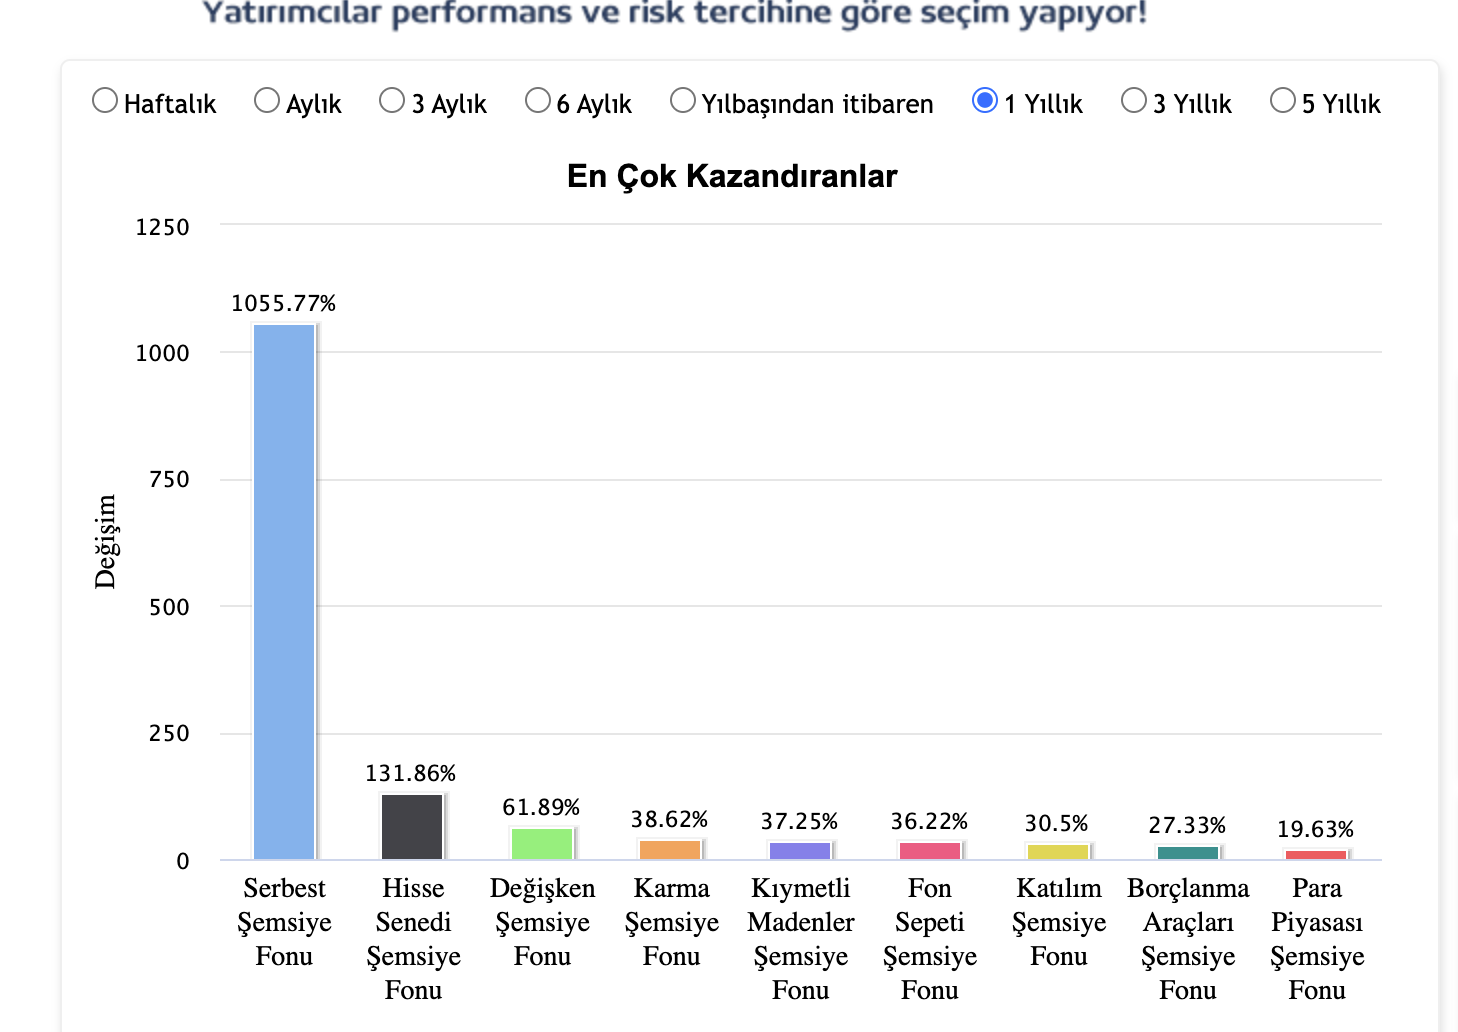 Yatırımcılar performans ve risk tercihine göre seçim yapıyor!
Haftalık Aylık 3 Aylık 6 Aylık Yılbaşından itibaren 1 Yıllık 3 Yıllık 5 Yıllık
En Çok Kazandıranlar
Değişim
1250
1000
750
500
250
0
1055.77%
131.86%
61.89%
38.62%
37.25%
36.22%
30.5%
27.33%
19.63%
Serbest
Şemsiye
Fonu
Hisse
Senedi
Şemsiye
Fonu
Değişken
Şemsiye
Fonu
Karma
Şemsiye
Fonu
Kıymetli
Madenler
Şemsiye
Fonu
Fon
Sepeti
Şemsiye
Fonu
Katılım
Şemsiye
Fonu
Borçlanma
Araçları
Şemsiye
Fonu
Para
Piyasası
Şemsiye
Fonu